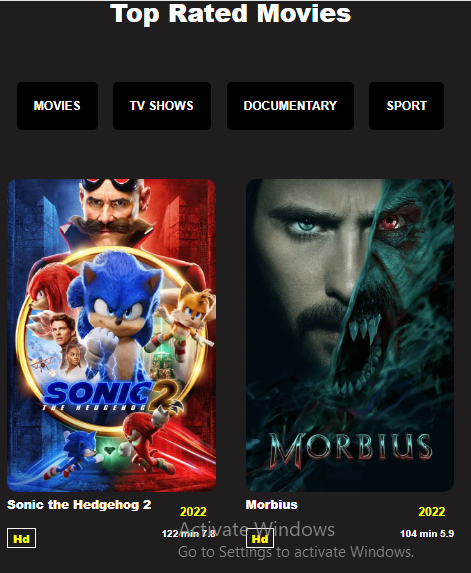 Top Rated Movies
MOVIES TV SHOWS DOCUMENTARY SPORT
SONIC 2
THE HEDGEHOG
MORBIUS
Sonic the Hedgehog 2
2022
Morbius
2022
Hd
122 min 7.8
Hd
104 min 5.9
Activate Windows
Go to Settings to activate Windows.